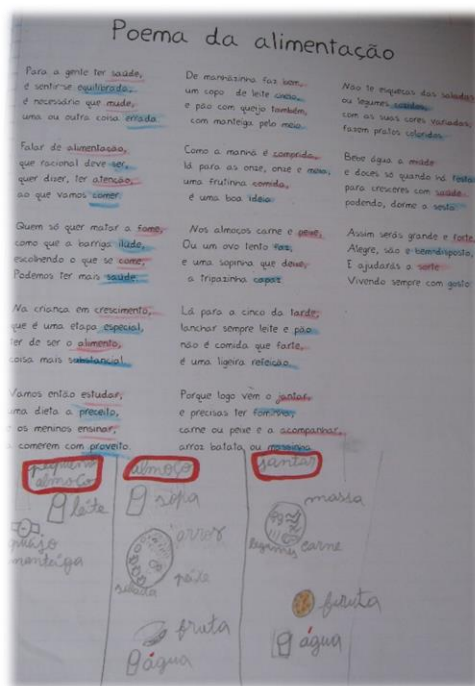 Poema da alimentação
Para a gente ter saúde,
é sentir-se equilibrada,
é necessário que mude,
uma ou outra coisa errada.
Falar de alimentação,
que racional deve ser,
quer dizer, ter atenção,
ao que vamos comer.
Quem só quer matar a fome,
como que a barriga ilude,
escolhendo o que se come,
Podemos ter mais saúde.
Na criança em crescimento,
que é uma etapa especial,
ter de ser o alimento,
coisa mais substancial.
Vamos então estudar,
uma dieta a preceito,
e os meninos ensinar,
a comerem com proveito.
De manhãzinha faz bem,
um copo de leite cheio,
e pão com queijo também,
com manteiga pelo meio.
Como a manhã é comprida,
lá para as onze, onze e meia,
uma frutinha comida,
é uma boa ideia.
Nos almoços carne e peixe,
Ou um ovo tento faz,
e uma sopinha que deixe,
a tripazinha capaz.
Lá para a cinco da tarde,
lanchar sempre leite e pão
não é comida que farte,
é uma ligeira refeição.
Porque logo vem o jantar,
e precisas ter
carne ou peixe e a acompanhar,
arroz batata ou massinha
Não te esqueças das saladas
ou legumes cozidos,
com as suas cores variadas,
fazem pratos coloridos.
Bebe água a miúdo
e doces só quando há festa
para cresceres com saúde
podendo, dorme a sesta.
Assim serás grande e forte,
Alegre, são e bem-disposto,
E ajudarás a sorte
Vivendo sempre com gosto.
pequeno
almoço
leite
queijo
manteiga
almoço
sopa
arroz
salada
peixe
fruta
água
jantar
massa
legumes carne
fruta
água